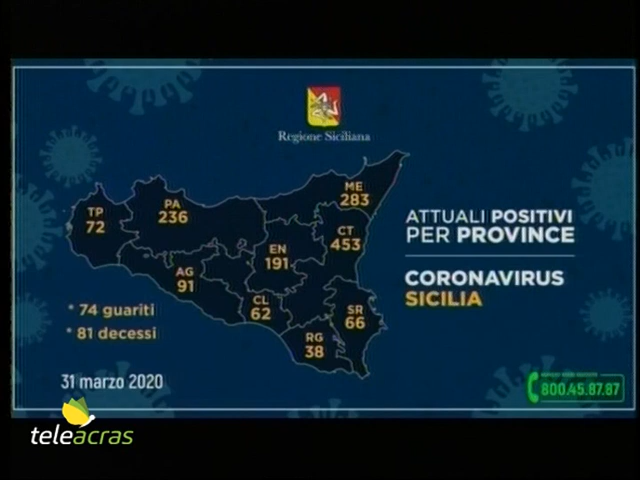 Regione Siciliana
ME
283
TP
72
PA
236
CT
453
EN
191
AG
91
CL
62
SR
66
RG
38
ATTUALI POSITIVI
PER PROVINCE
CORONAVIRUS
SICILIA
* 74 guariti
* 81 decessi
31 marzo 2020
800.45.87.87
teleacras